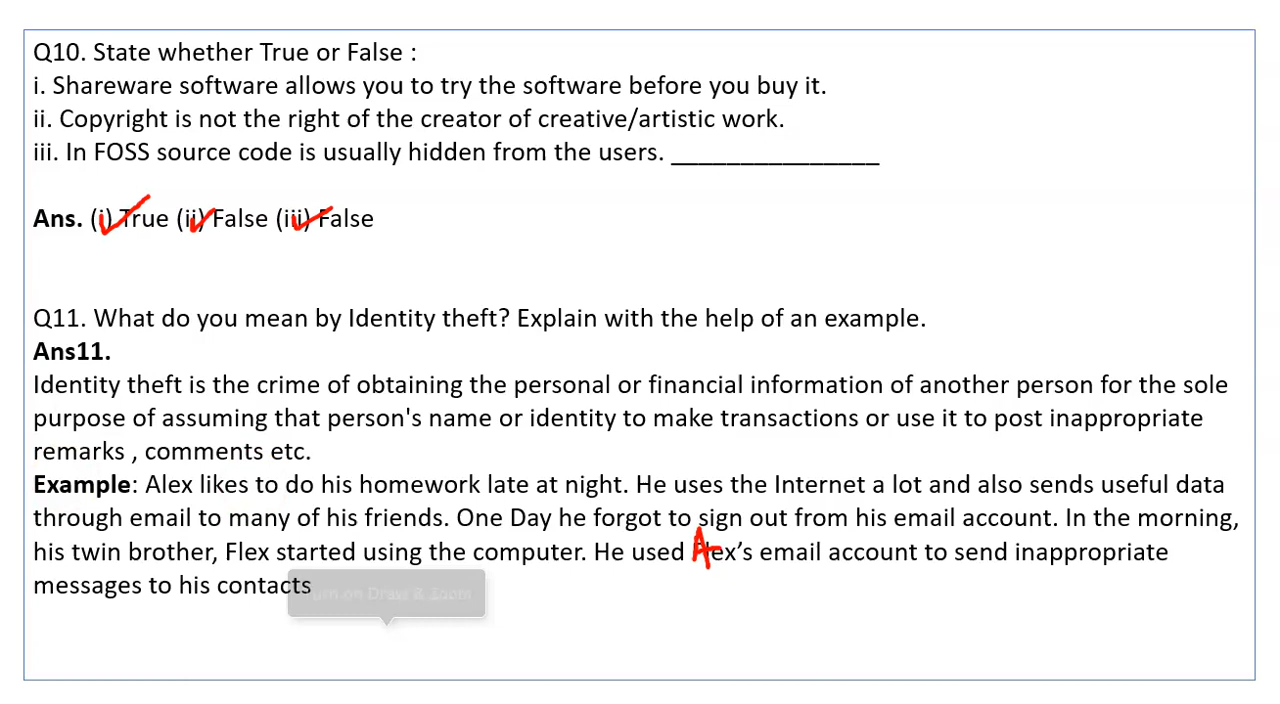 Q10. State whether True or False :
i. Shareware software allows you to try the software before you buy it.
ii. Copyright is not the right of the creator of creative/artistic work.
iii. In FOSS source code is usually hidden from the users. _______________
Ans. (i) True (ii) False (iii) False
Q11. What do you mean by Identity theft? Explain with the help of an example.
Ans11.
Identity theft is the crime of obtaining the personal or financial information of another person for the sole
purpose of assuming that person's name or identity to make transactions or use it to post inappropriate
remarks , comments etc.
Example: Alex likes to do his homework late at night. He uses the Internet a lot and also sends useful data
through email to many of his friends. One Day he forgot to sign out from his email account. In the morning,
his twin brother, Flex started using the computer. He used Alex’s email account to send inappropriate
messages to his contacts